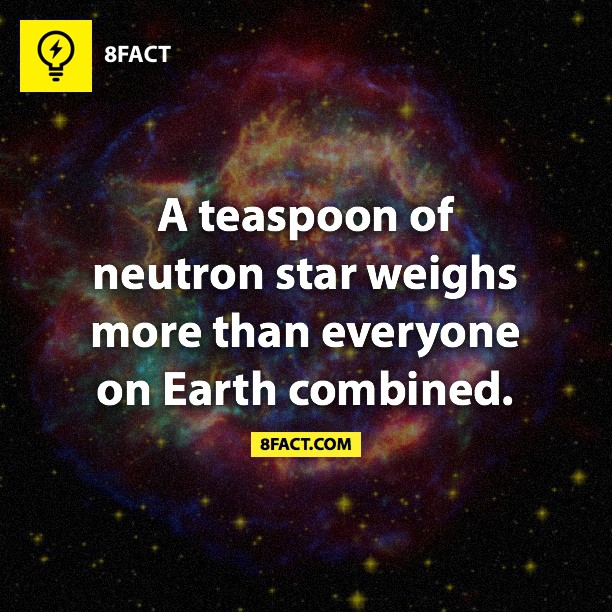 8FACT
A teaspoon of
neutron star weighs
more than everyone
on Earth combined.
8FACT.COM